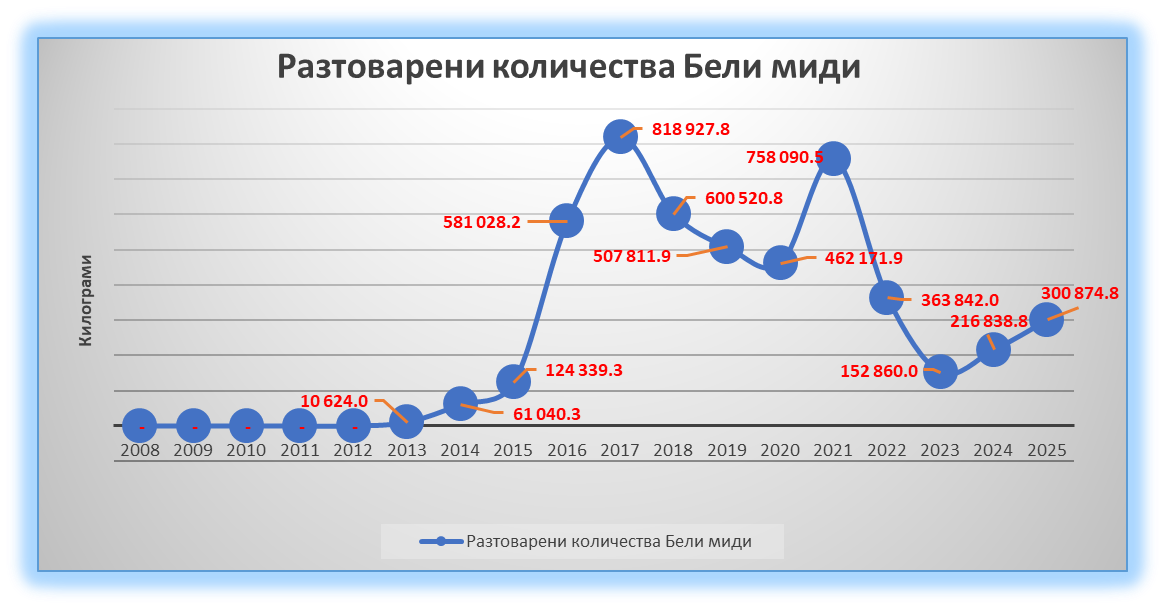 Разтоварени количества Бели миди
Килограми
818 927.8
758 090.5
600 520.8
581 028.2
507 811.9
462 171.9
363 842.0
300 874.8
216 838.8
152 860.0
124 339.3
10 624.0
61 040.3
- - - - -
2008 2009 2010 2011 2012 2013 2014 2015 2016 2017 2018 2019 2020 2021 2022 2023 2024 2025
Разтоварени количества Бели миди